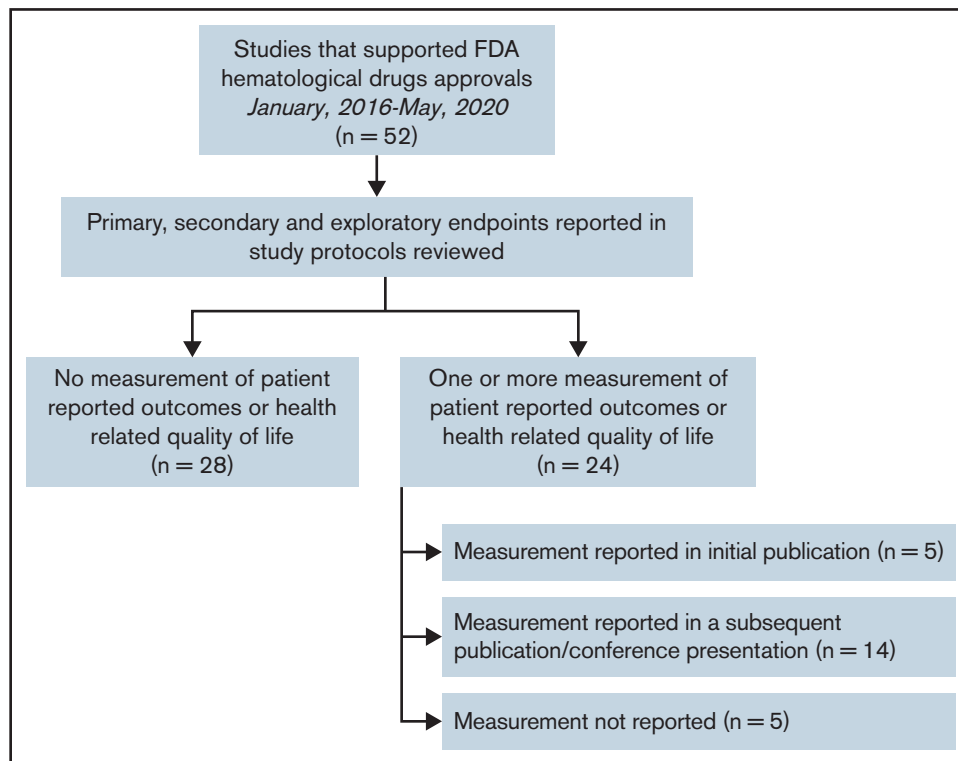 Studies that supported FDA
hematological drugs approvals
January, 2016-May, 2020
(n = 52)
Primary, secondary and exploratory endpoints reported in
study protocols reviewed
No measurement of patient
reported outcomes or health
related quality of life
(n = 28)
One or more measurement of
patient reported outcomes or
health related quality of life
(n = 24)
Measurement reported in initial publication (n = 5)
Measurement reported in a subsequent
publication/conference presentation (n = 14)
Measurement not reported (n = 5)